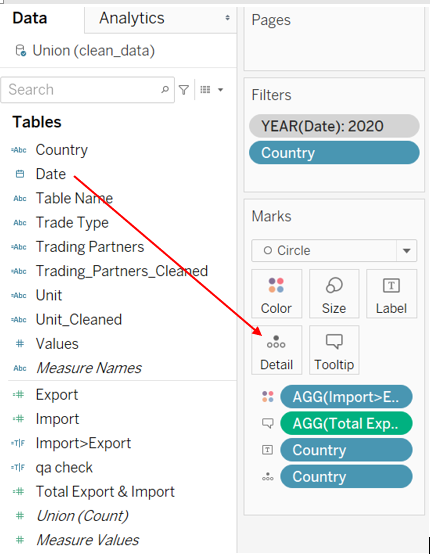 Data
Analytics
Union (clean_data)
Search
Tables
Abc Country
Date
Abc Table Name
Abc Trade Type
Abc Trading Partners
Abc Trading_Partners_Cleaned
Abc Unit
Abc Unit_Cleaned
# Values
Abc Measure Names
# Export
# Import
T|F Import>Export
T|F qa check
# Total Export & Import
# Union (Count)
# Measure Values
Pages
Filters
YEAR(Date): 2020
Country
Marks
Circle
Color
Size
T Label
Detail
Tooltip
AGG(Import>E..
AGG(Total Exp..
T Country
Country